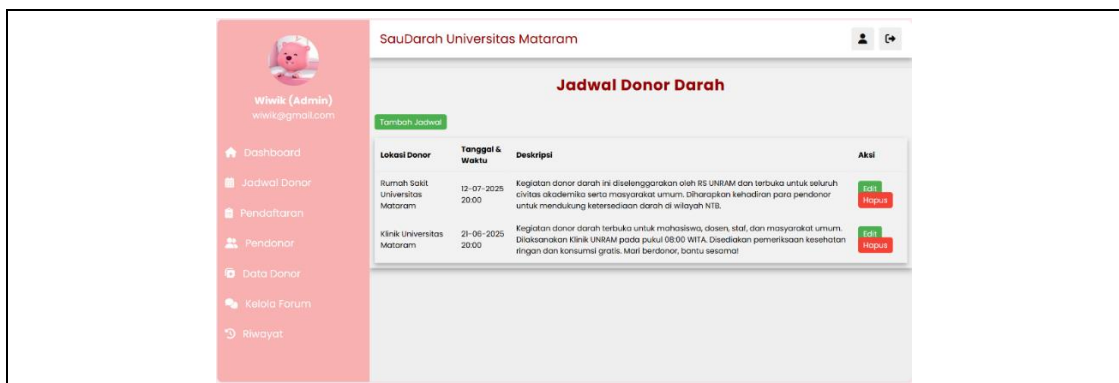 SauDarah Universitas Mataram
Wiwik (Admin)
wiwik@gmail.com
Dashboard
Jadwal Donor
Pendaftaran
Pendonor
Data Donor
Kelola Forum
Riwayat
Jadwal Donor Darah
Tambah Jadwal
Lokasi Donor
Tanggal &
Waktu
Deskripsi
Aksi
Rumah Sakit
Universitas
Mataram
12-07-2025
20:00
Kegiatan donor darah ini diselenggarakan oleh RS UNRAM dan terbuka untuk seluruh
civitas akademika serta masyarakat umum. Diharapkan kehadiran para pendonor
untuk mendukung ketersediaan darah di wilayah NTB.
Edit
Hapus
Klinik Universitas
Mataram
21-06-2025
20:00
Kegiatan donor darah terbuka untuk mahasiswa, dosen, staf, dan masyarakat umum.
Dilaksanakan Klinik UNRAM pada pukul 08:00 WITA. Disediakan pemeriksaan kesehatan
ringan dan konsumsi gratis. Mari berdonor, bantu sesama!
Edit
Hapus